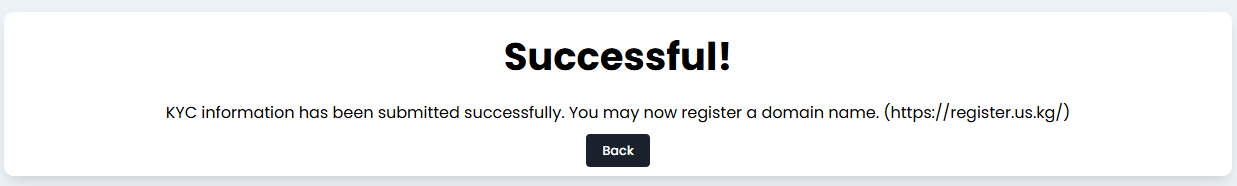 Successful!
KYC information has been submitted successfully. You may now register a domain name. (https://register.us.kg/)
Back